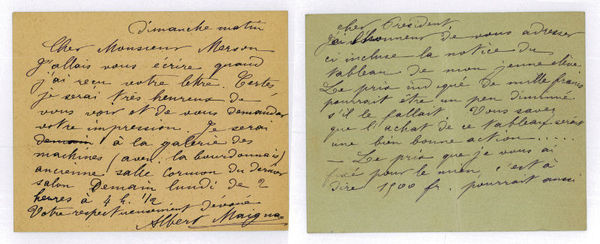 Dimanche matin
Cher Monsieur Merson
J'allais vous écrire quand
j'ai reçu votre lettre. Certes
je serai très heureux de
vous voir et de vous demander
votre impression. Je serai
demain à la galerie des
machines (aven. la bourdonnais)
ancienne salle Cormon du dernier
salon Demain lundi de 2
heures à 4 h. 1/2
Votre respectueusement dévoué
Albert Maignan
cher Président
j'ai l'honneur de vous adresser
ci incluse la notice du
tableau de mon jeune élève
Le prix indiqué de mille francs
pourrait être un peu diminué
s'il le fallait. Vous savez
que l'achat de ce tableau serait
une bien bonne action.....
— Le prix que je vous ai
fixé pour le mien, c'est à
dire 1500 fr. pourrait aussi